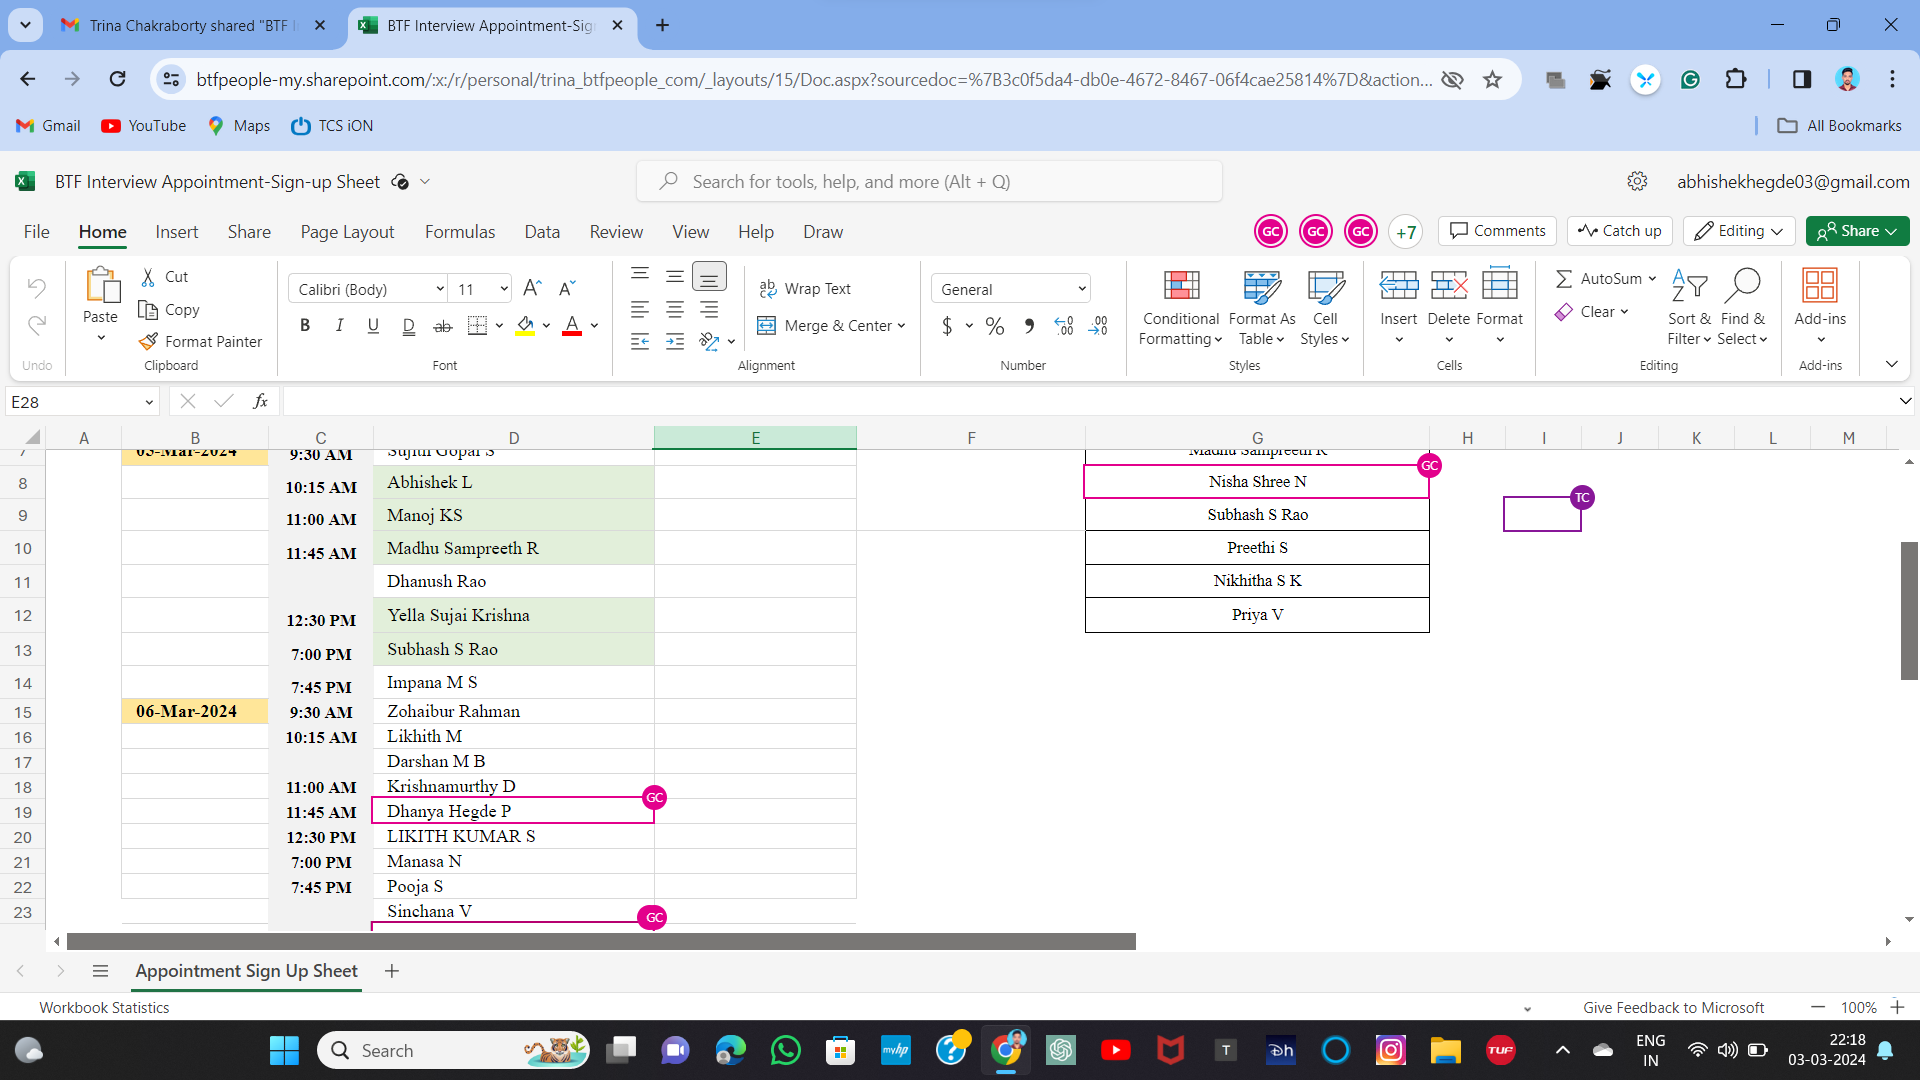 Trina Chakraborty shared "BTF I
BTF Interview Appointment-Sig
btfpeople-my.sharepoint.com/:x:/r/personal/trina_btfpeople_com/_layouts/15/Doc.aspx?sourcedoc=%7B3c0f5da4-db0e-4672-8467-06f4cae25814%7D&action...
Gmail YouTube Maps TCS iON All Bookmarks
BTF Interview Appointment-Sign-up Sheet Search for tools, help, and more (Alt + Q) abhishekhegde03@gmail.com
File Home Insert Share Page Layout Formulas Data Review View Help Draw GC GC GC +7 Comments Catch up Editing Share
Paste Cut
Copy
Format Painter
Undo Clipboard
Calibri (Body) 11
B I U D ab A
Font
ab Wrap Text
Merge & Center
Alignment
General
$ % 9 .00 .00
Number
Conditional Formatting Format As Table Cell Styles
Styles
Insert Delete Format
Cells
AutoSum
Clear
Sort & Filter Find & Select
Editing
Add-ins
Add-ins
E28 fx
A B C D E F G H I J K L M
7 05-Mar-2024 9:30 AM Sujith Gopal S Madhu Sampreeth R
8 10:15 AM Abhishek L Nisha Shree N GC
9 11:00 AM Manoj KS Subhash S Rao TC
10 11:45 AM Madhu Sampreeth R Preethi S
11 Dhanush Rao Nikhitha S K
12 12:30 PM Yella Sujai Krishna Priya V
13 7:00 PM Subhash S Rao
14 7:45 PM Impana M S
15 06-Mar-2024 9:30 AM Zohaibur Rahman
16 10:15 AM Likhith M
17 Darshan M B
18 11:00 AM Krishnamurthy D
19 11:45 AM Dhanya Hegde P GC
20 12:30 PM LIKITH KUMAR S
21 7:00 PM Manasa N
22 7:45 PM Pooja S
23 Sinchana V GC
Appointment Sign Up Sheet
Workbook Statistics Give Feedback to Microsoft 100%
Search myhp T Dh TUF ENG
IN 22:18
03-03-2024